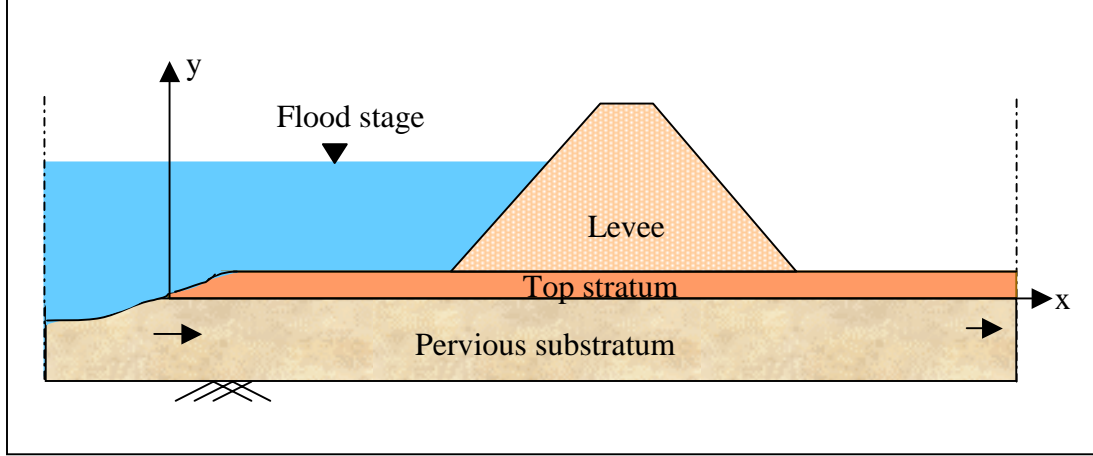 y
Flood stage
Levee
Top stratum
x
Pervious substratum